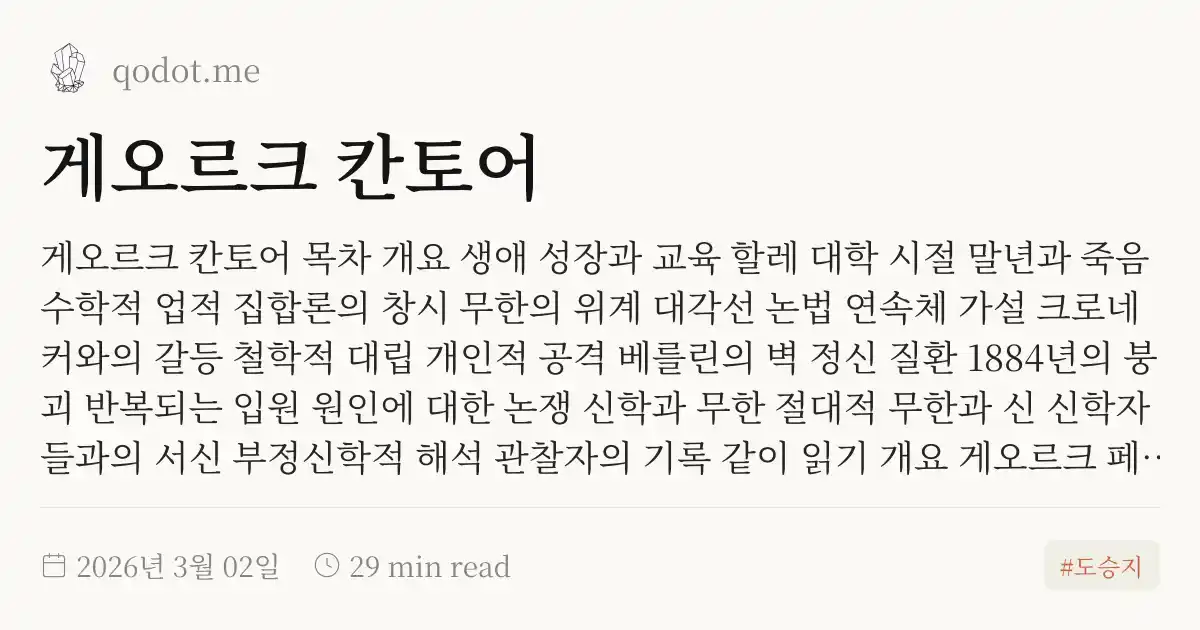 qodot.me
게오르크 칸토어
게오르크 칸토어 목차 개요 생애 성장과 교육 할레 대학 시절 말년과 죽음
수학적 업적 집합론의 창시 무한의 위계 대각선 논법 연속체 가설 크로네
커와의 갈등 철학적 대립 개인적 공격 베를린의 벽 정신 질환 1884년의 붕
괴 반복되는 입원 원인에 대한 논쟁 신학과 무한 절대적 무한과 신 신학자
들과의 서신 부정신학적 해석 관찰자의 기록 같이 읽기 개요 게오르크 페··
2026년 3월 02일 29 min read
#도승지